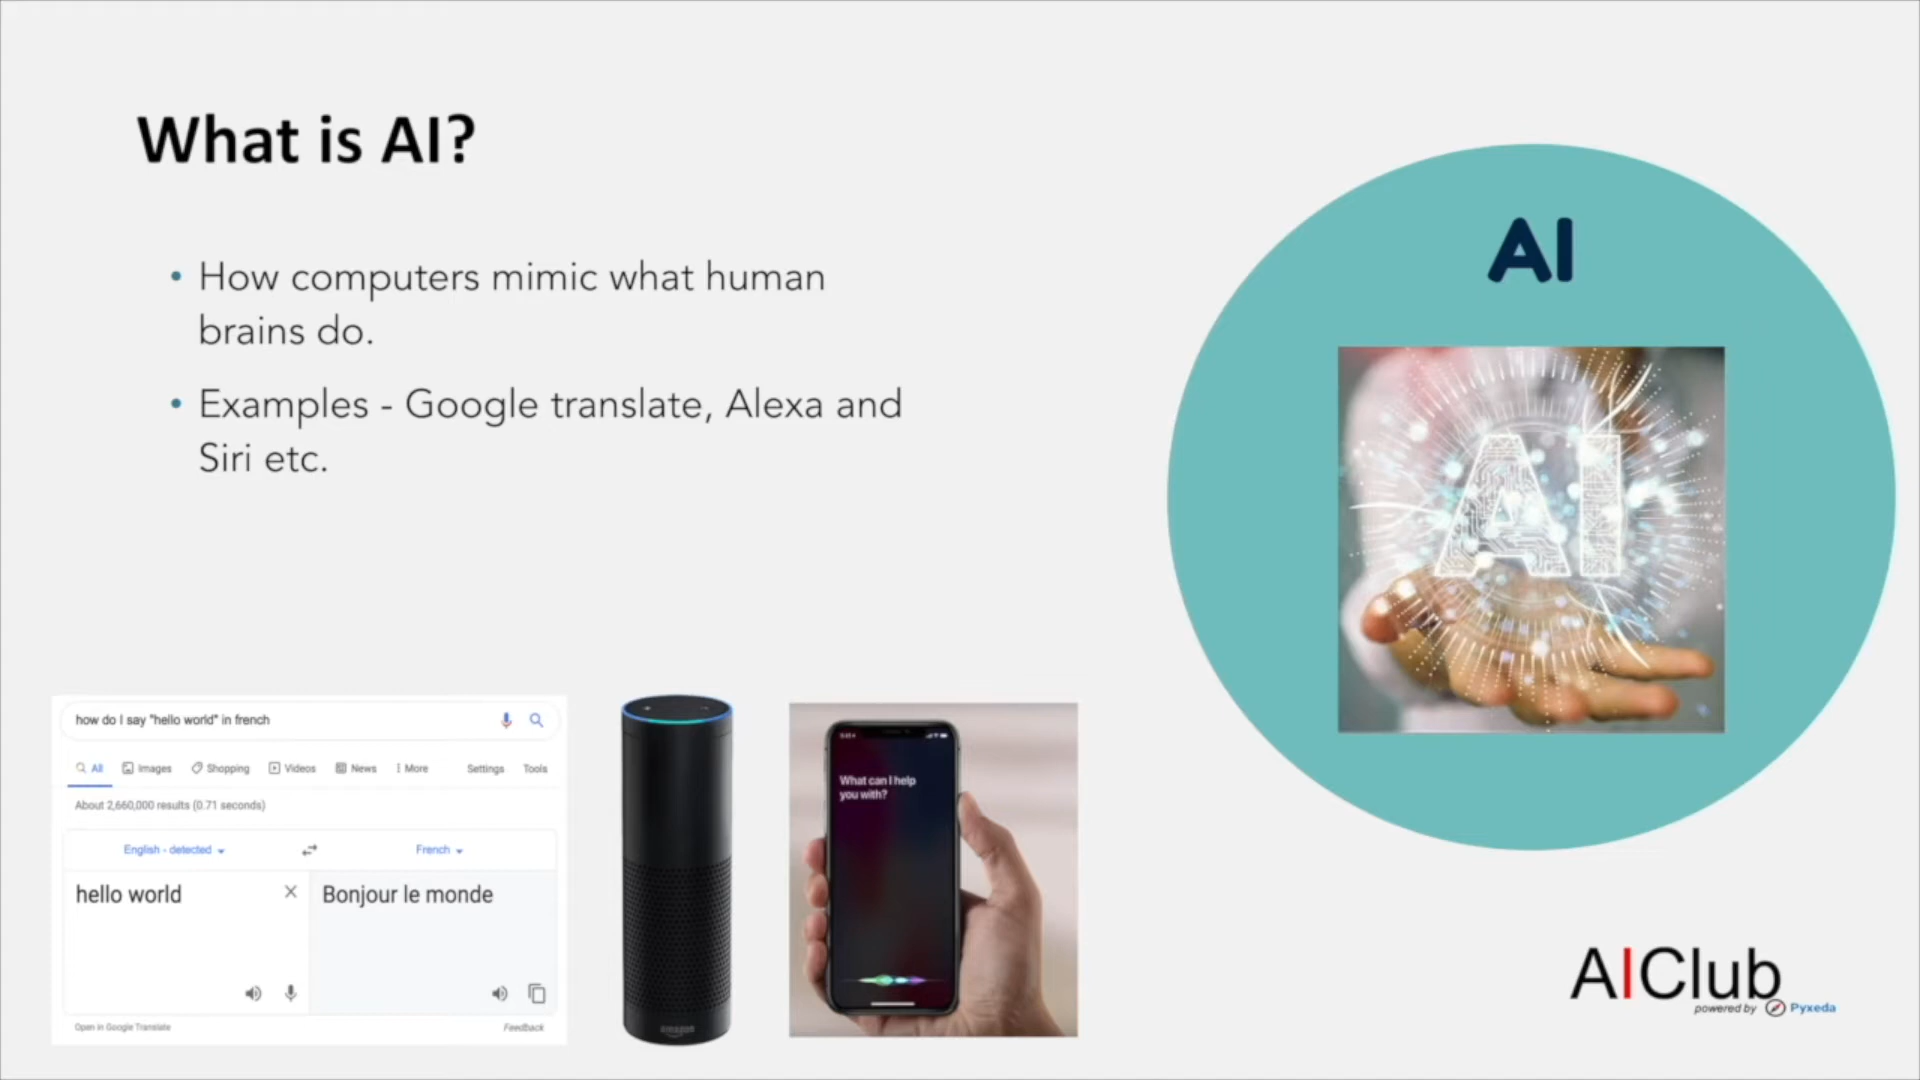 What is AI?
• How computers mimic what human
brains do.
• Examples - Google translate, Alexa and
Siri etc.
AI
AI
how do I say "hello world" in french
All Images Shopping Videos News More Settings Tools
About 2,660,000 results (0.71 seconds)
English - detected French
hello world Bonjour le monde
Open in Google Translate Feedback
amazon
What can I help
you with?
AIClub
powered by Pyxeda